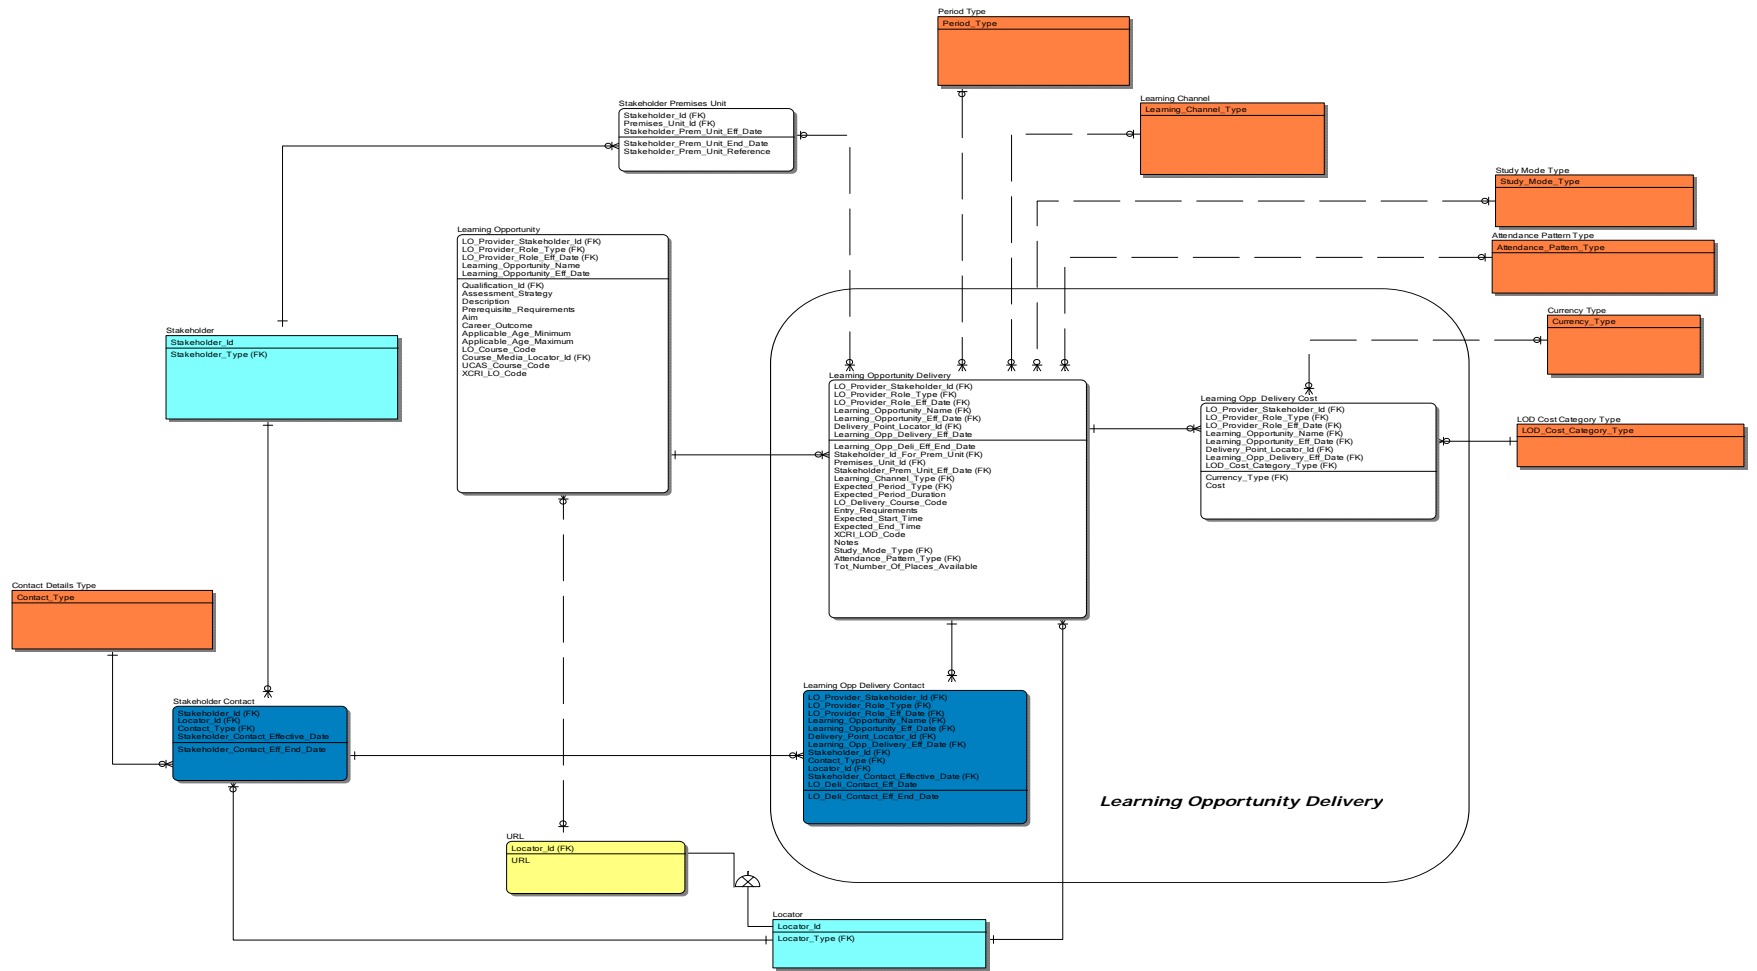 Period Type
Period_Type
Learning Channel
Learning_Channel_Type
Stakeholder Premises Unit
Stakeholder_Id (FK)
Premises_Unit_Id (FK)
Stakeholder_Prem_Unit_Eff_Date
Stakeholder_Prem_Unit_End_Date
Stakeholder_Prem_Unit_Reference
Study Mode Type
Study_Mode_Type
Attendance Pattern Type
Attendance_Pattern_Type
Learning Opportunity
LO_Provider_Stakeholder_Id (FK)
LO_Provider_Role_Type (FK)
LO_Provider_Role_Eff_Date (FK)
Learning_Opportunity_Name
Learning_Opportunity_Eff_Date
Qualification_Id (FK)
Assessment_Strategy
Description
Prerequisite_Requirements
Aim
Career_Outcome
Applicable_Age_Minimum
Applicable_Age_Maximum
LO_Course_Code
Course_Media_Locator_Id (FK)
UCAS_Course_Code
XCRI_LO_Code
Currency Type
Currency_Type
Stakeholder
Stakeholder_Id
Stakeholder_Type (FK)
Learning Opportunity Delivery
LO_Provider_Stakeholder_Id (FK)
LO_Provider_Role_Type (FK)
LO_Provider_Role_Eff_Date (FK)
Learning_Opportunity_Name (FK)
Learning_Opportunity_Eff_Date (FK)
Delivery_Point_Locator_Id (FK)
Learning_Opp_Delivery_Eff_Date
Learning_Opp_Deli_Eff_End_Date
Stakeholder_Id_For_Prem_Unit (FK)
Premises_Unit_Id (FK)
Stakeholder_Prem_Unit_Eff_Date (FK)
Learning_Channel_Type (FK)
Expected_Period_Type (FK)
Expected_Period_Duration
LO_Delivery_Course_Code
Entry_Requirements
Expected_Start_Time
Expected_End_Time
XCRI_LOD_Code
Notes
Study_Mode_Type (FK)
Attendance_Pattern_Type (FK)
Tot_Number_Of_Places_Available
Learning Opp Delivery Cost
LO_Provider_Stakeholder_Id (FK)
LO_Provider_Role_Type (FK)
LO_Provider_Role_Eff_Date (FK)
Learning_Opportunity_Name (FK)
Learning_Opportunity_Eff_Date (FK)
Delivery_Point_Locator_Id (FK)
Learning_Opp_Delivery_Eff_Date (FK)
LOD_Cost_Category_Type (FK)
Currency_Type (FK)
Cost
LOD Cost Category Type
LOD_Cost_Category_Type
Contact Details Type
Contact_Type
Stakeholder Contact
Stakeholder_Id (FK)
Locator_Id (FK)
Contact_Type (FK)
Stakeholder_Contact_Effective_Date
Stakeholder_Contact_Eff_End_Date
Learning Opp Delivery Contact
LO_Provider_Stakeholder_Id (FK)
LO_Provider_Role_Type (FK)
LO_Provider_Role_Eff_Date (FK)
Learning_Opportunity_Name (FK)
Learning_Opportunity_Eff_Date (FK)
Delivery_Point_Locator_Id (FK)
Learning_Opp_Delivery_Eff_Date (FK)
Stakeholder_Id (FK)
Contact_Type (FK)
Locator_Id (FK)
Stakeholder_Contact_Effective_Date (FK)
LO_Deli_Contact_Eff_Date
LO_Deli_Contact_Eff_End_Date
Learning Opportunity Delivery
URL
Locator_Id (FK)
URL
Locator
Locator_Id
Locator_Type (FK)